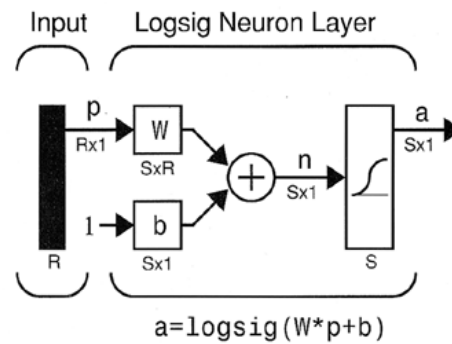 Input Logsig Neuron Layer
p W a
Rx1 SxR n Sx1
Sx1
1 b
R Sx1 S
a=logsig(W*p+b)